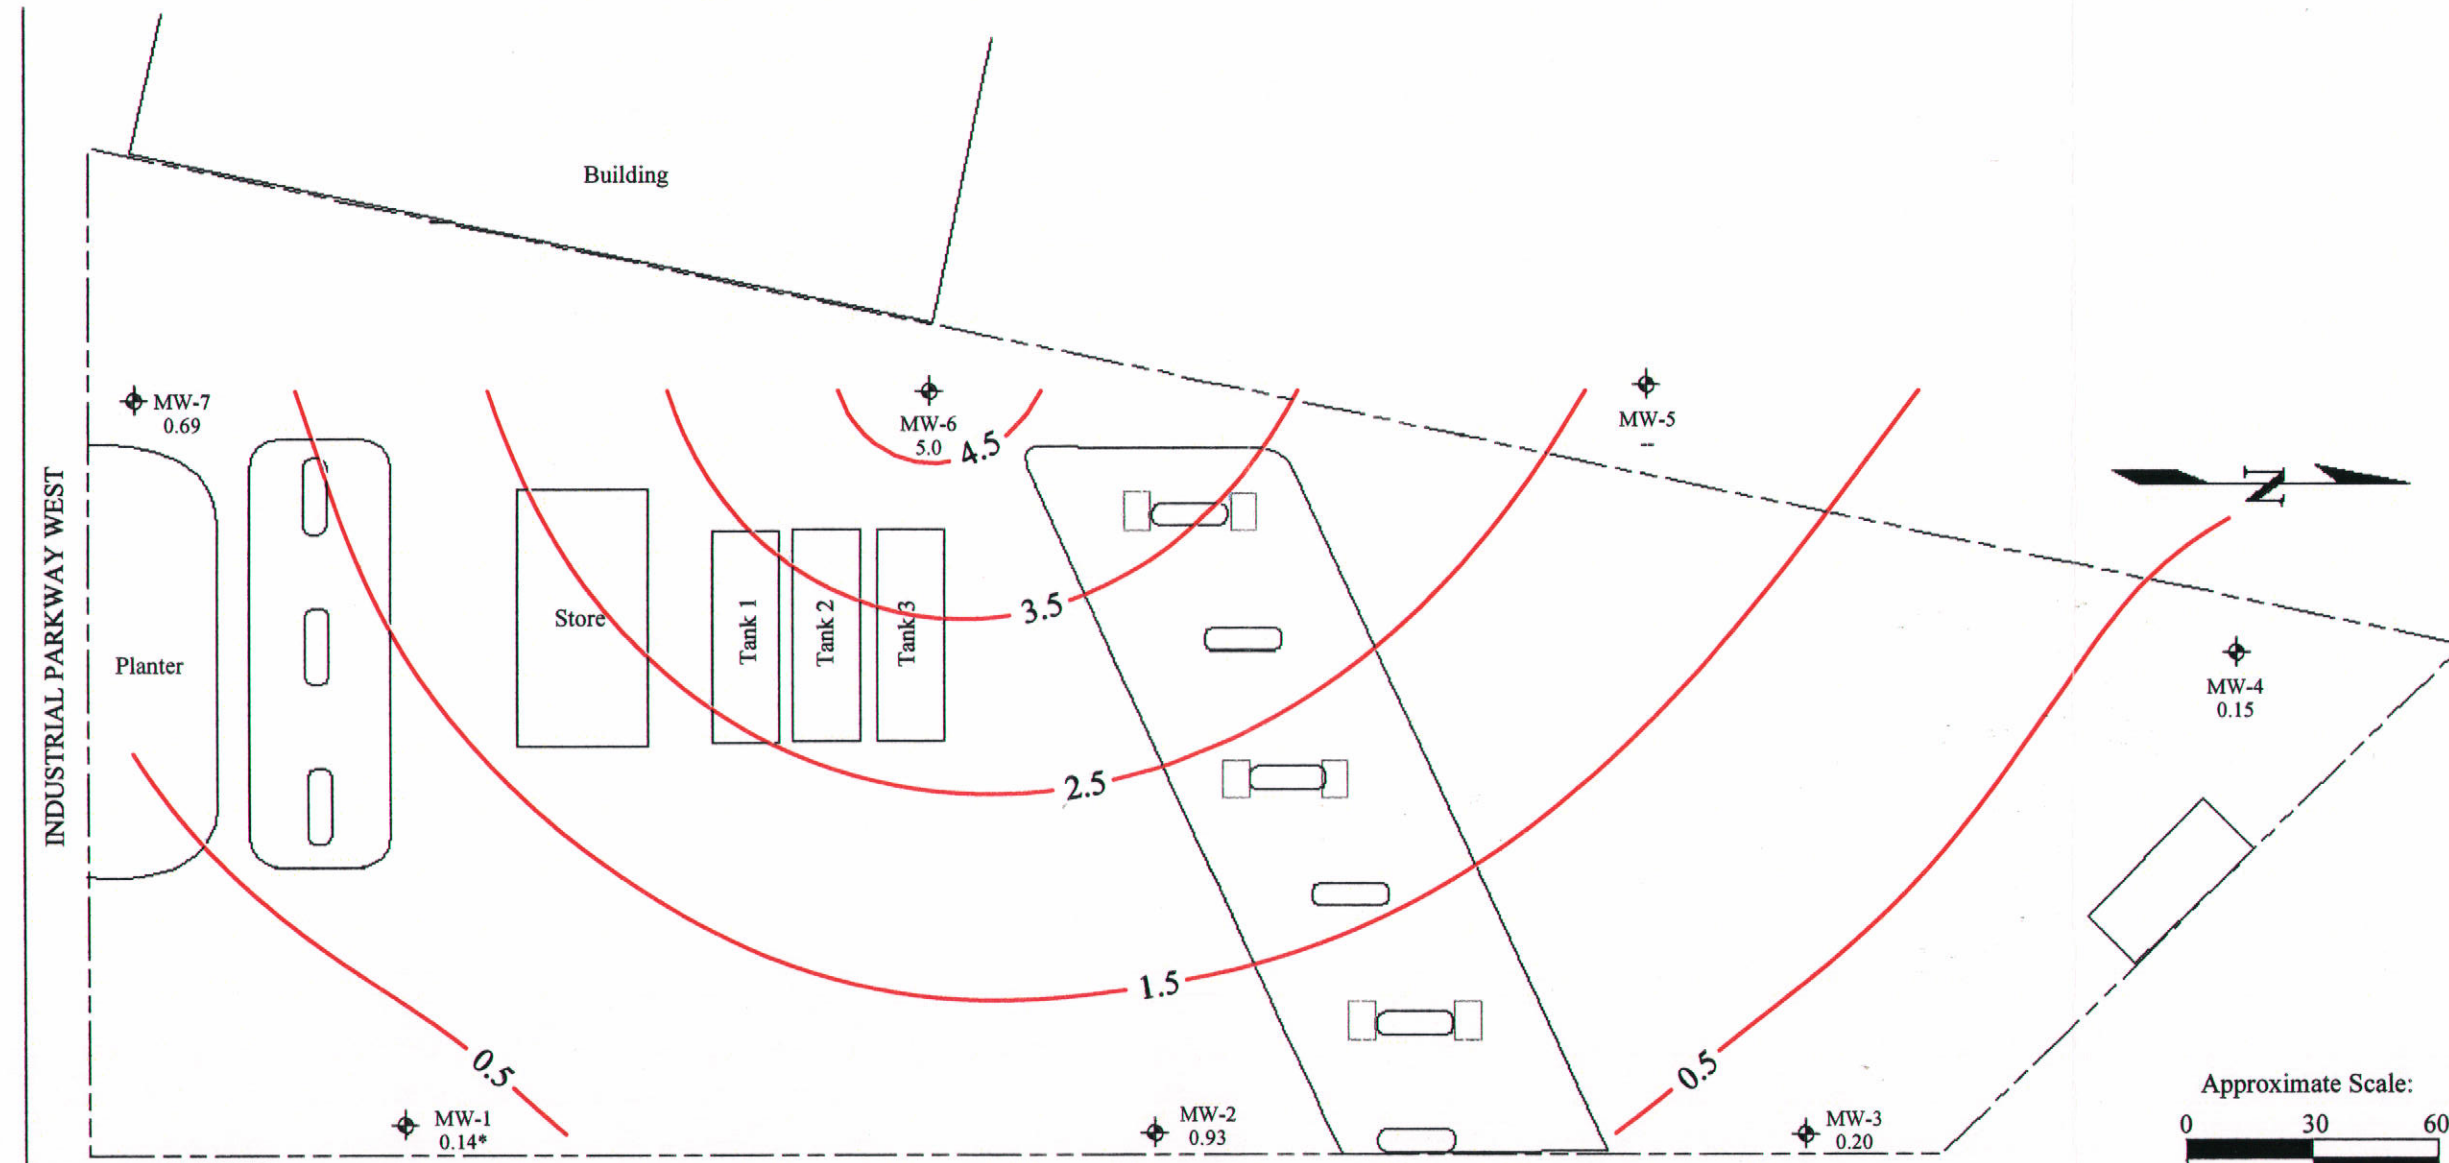 Building
MW-7
0.69
MW-6
5.0
4.5
MW-5
--
N
INDUSTRIAL PARKWAY WEST
Planter
Store
Tank 1
Tank 2
Tank 3
3.5
MW-4
0.15
2.5
1.5
0.5
0.5
MW-1
0.14*
MW-2
0.93
MW-3
0.20
Approximate Scale:
0 30 60